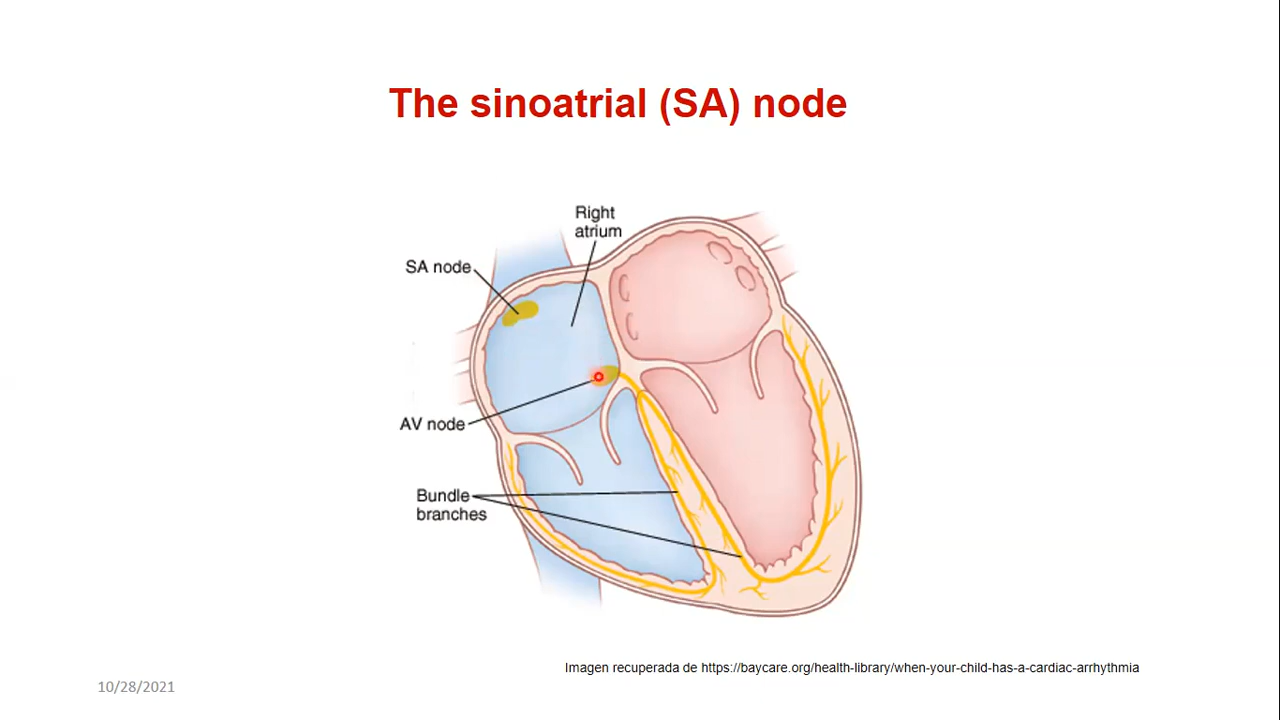 The sinoatrial (SA) node
Right
atrium
SA node
AV node
Bundle
branches
Imagen recuperada de https://baycare.org/health-library/when-your-child-has-a-cardiac-arrhythmia
10/28/2021